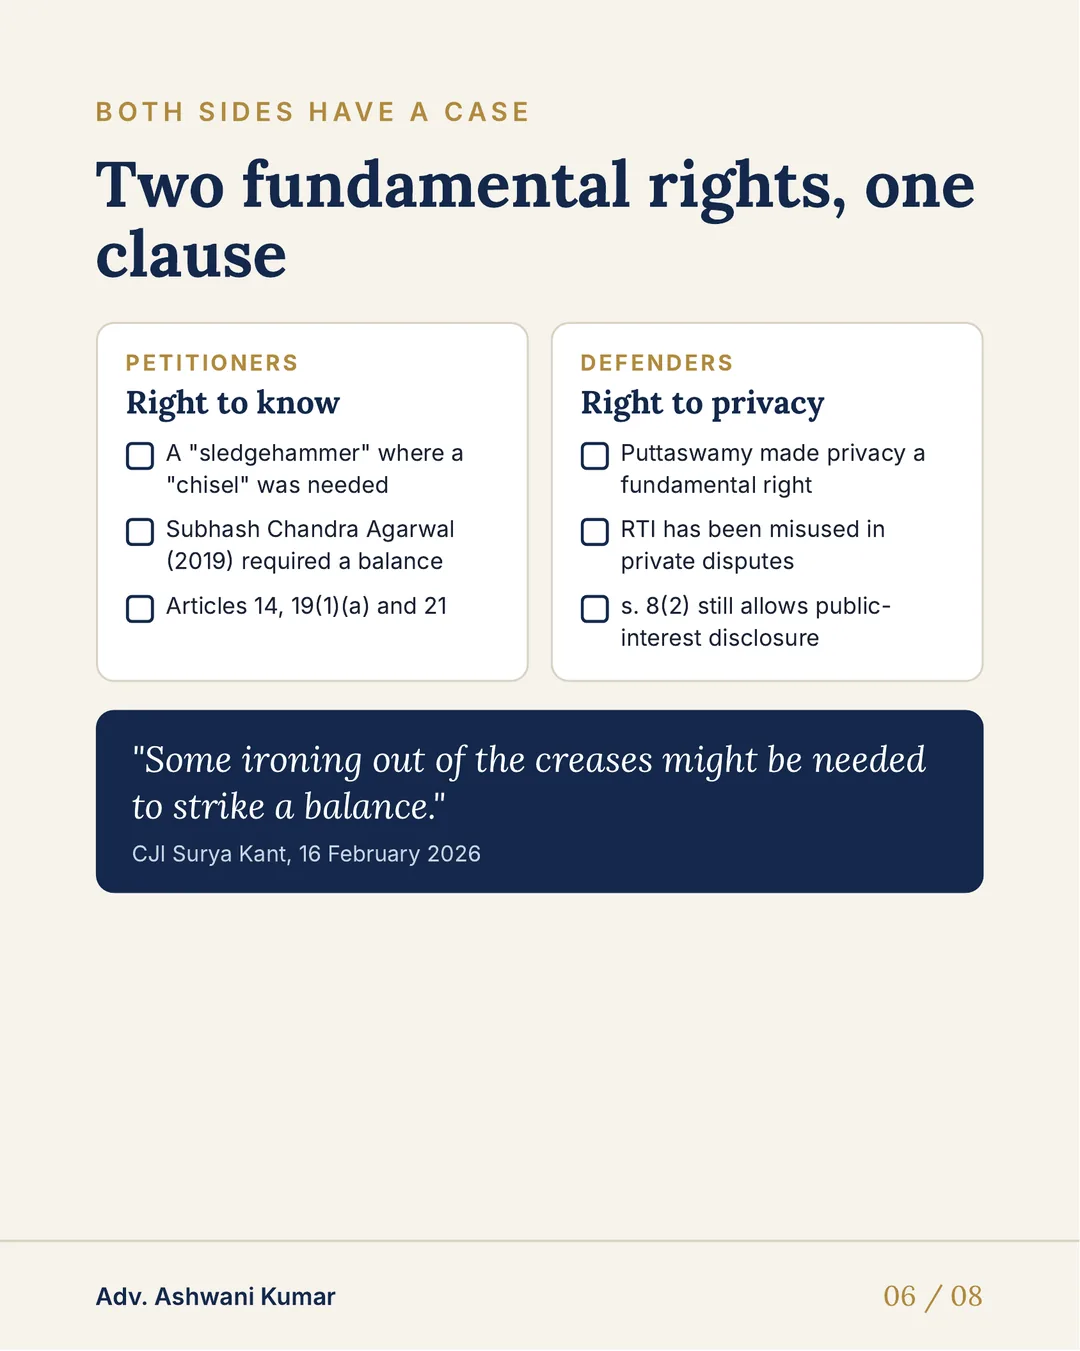 BOTH SIDES HAVE A CASE
Two fundamental rights, one
clause
PETITIONERS
Right to know
A "sledgehammer" where a
"chisel" was needed
Subhash Chandra Agarwal
(2019) required a balance
Articles 14, 19(1)(a) and 21
DEFENDERS
Right to privacy
Puttaswamy made privacy a
fundamental right
RTI has been misused in
private disputes
s. 8(2) still allows public-
interest disclosure
"Some ironing out of the creases might be needed
to strike a balance."
CJI Surya Kant, 16 February 2026
Adv. Ashwani Kumar
06 / 08